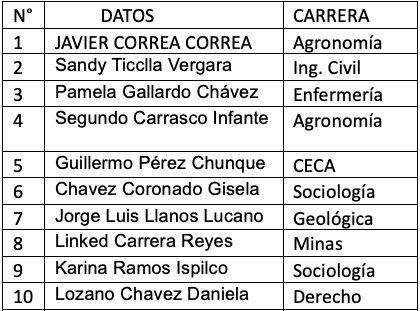 N° DATOS CARRERA
1 JAVIER CORREA CORREA Agronomía
2 Sandy Ticclla Vergara Ing. Civil
3 Pamela Gallardo Chávez Enfermería
4 Segundo Carrasco Infante Agronomía
5 Guillermo Pérez Chunque CECA
6 Chavez Coronado Gisela Sociología
7 Jorge Luis Llanos Lucano Geológica
8 Linked Carrera Reyes Minas
9 Karina Ramos Ispilco Sociología
10 Lozano Chavez Daniela Derecho